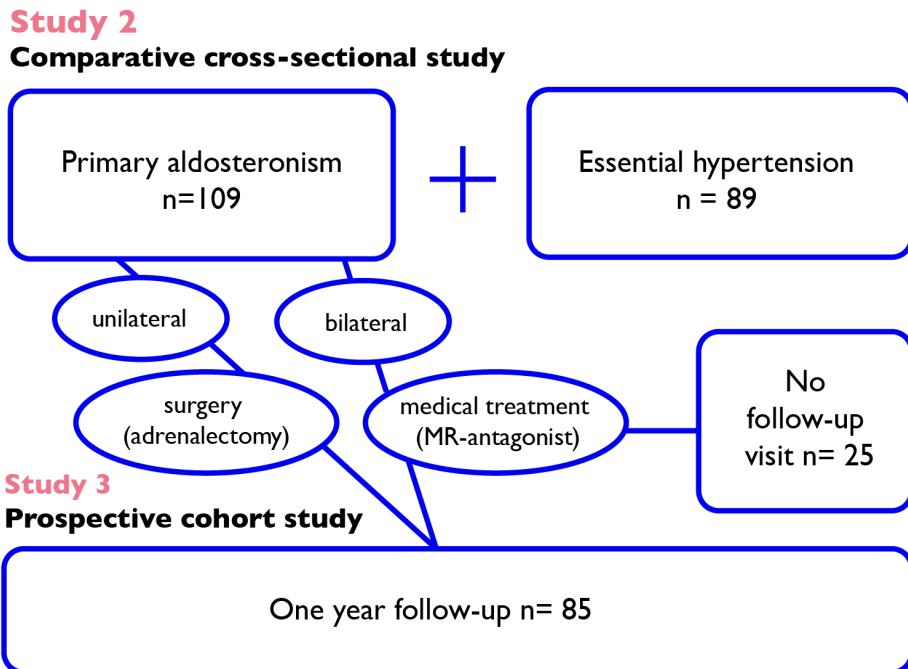 Study 2
Comparative cross-sectional study
Primary aldosteronism
n=109
Essential hypertension
n = 89
unilateral
bilateral
surgery
(adrenalectomy)
medical treatment
(MR-antagonist)
No
follow-up
visit n= 25
Study 3
Prospective cohort study
One year follow-up n= 85